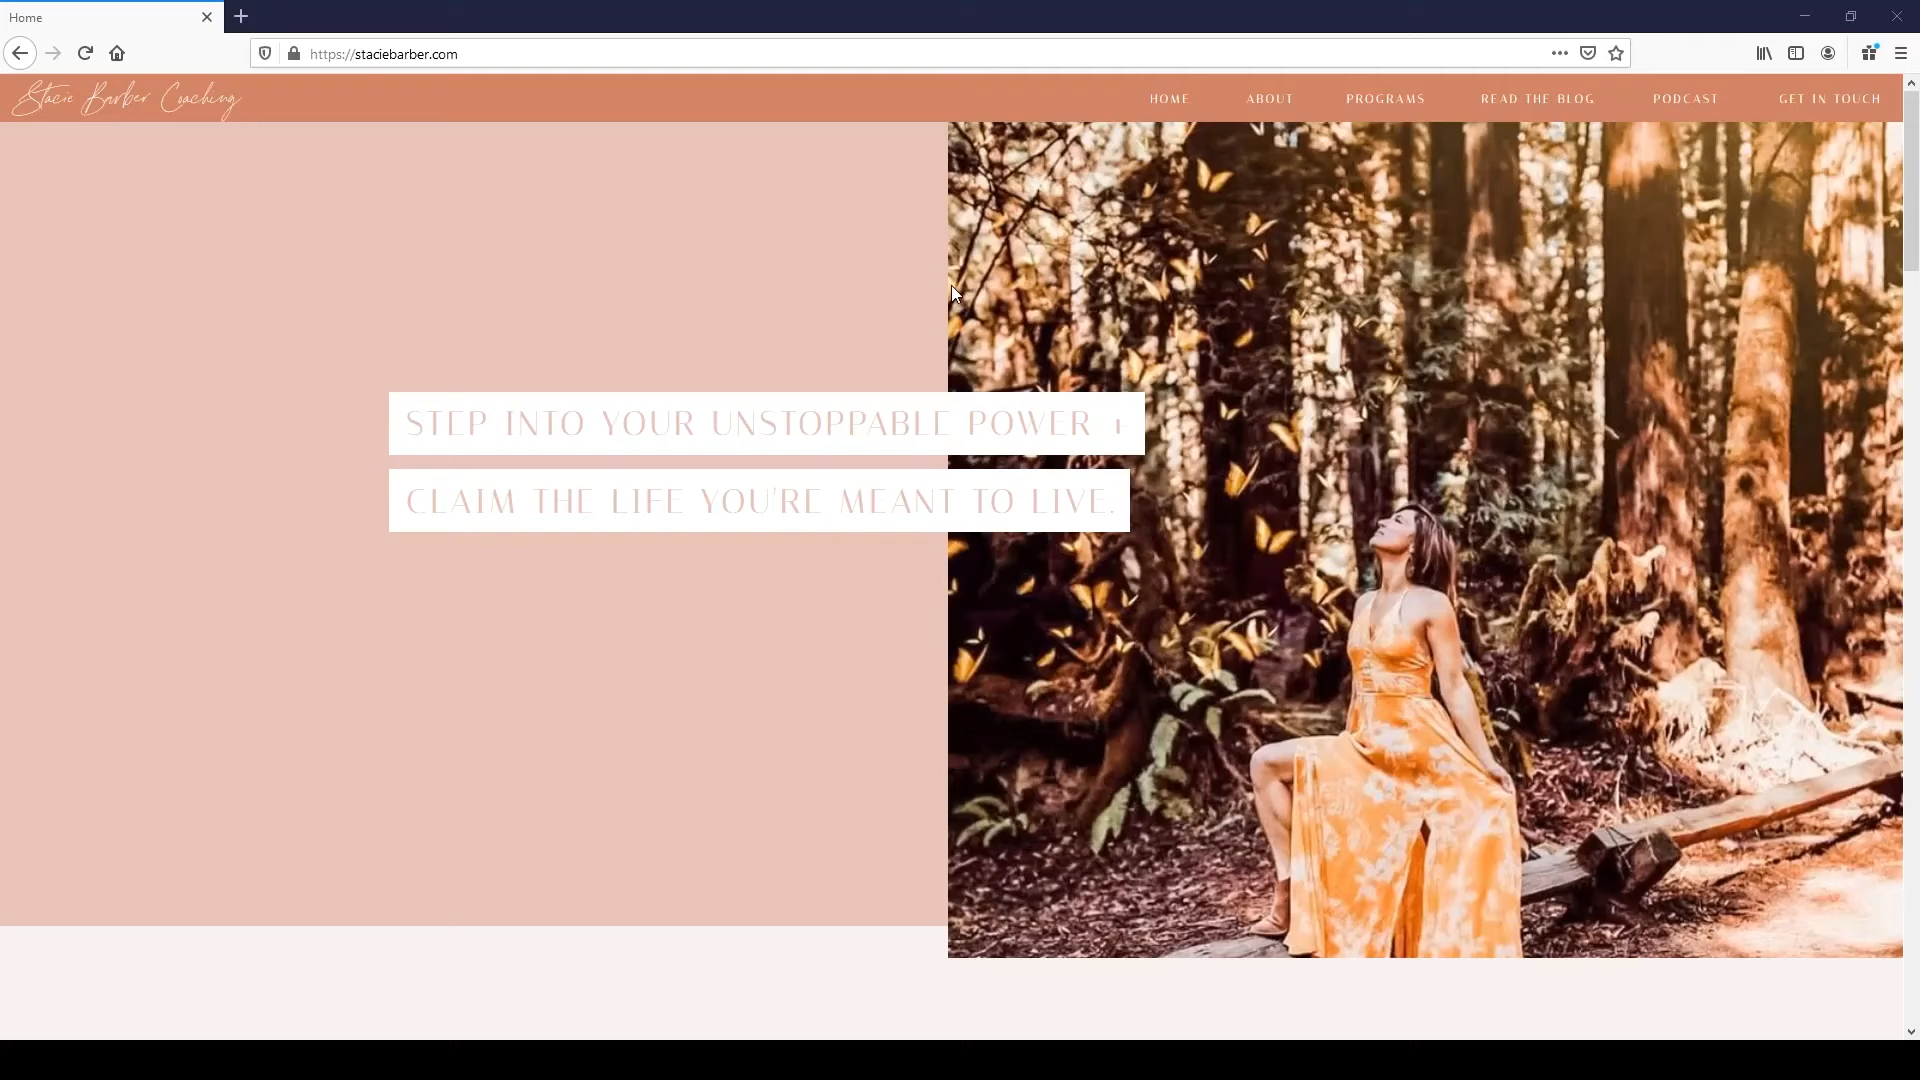 Home
https://staciebarber.com
Stacie Barber Coaching
HOME ABOUT PROGRAMS READ THE BLOG PODCAST GET IN TOUCH
STEP INTO YOUR UNSTOPPABLE POWER +
CLAIM THE LIFE YOU'RE MEANT TO LIVE.